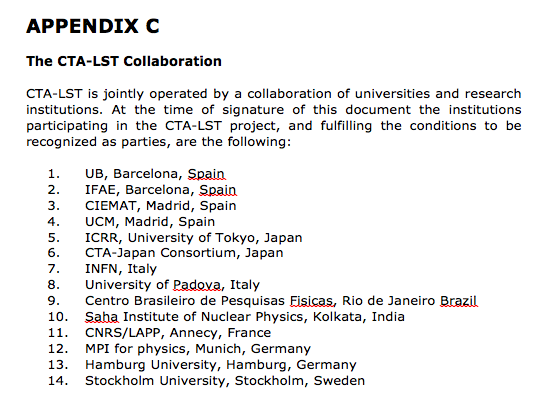 APPENDIX C
The CTA-LST Collaboration
CTA-LST is jointly operated by a collaboration of universities and research
institutions. At the time of signature of this document the institutions
participating in the CTA-LST project, and fulfilling the conditions to be
recognized as parties, are the following:
1. UB, Barcelona, Spain
2. IFAE, Barcelona, Spain
3. CIEMAT, Madrid, Spain
4. UCM, Madrid, Spain
5. ICRR, University of Tokyo, Japan
6. CTA-Japan Consortium, Japan
7. INFN, Italy
8. University of Padova, Italy
9. Centro Brasileiro de Pesquisas Fisicas, Rio de Janeiro Brazil
10. Saha Institute of Nuclear Physics, Kolkata, India
11. CNRS/LAPP, Annecy, France
12. MPI for physics, Munich, Germany
13. Hamburg University, Hamburg, Germany
14. Stockholm University, Stockholm, Sweden